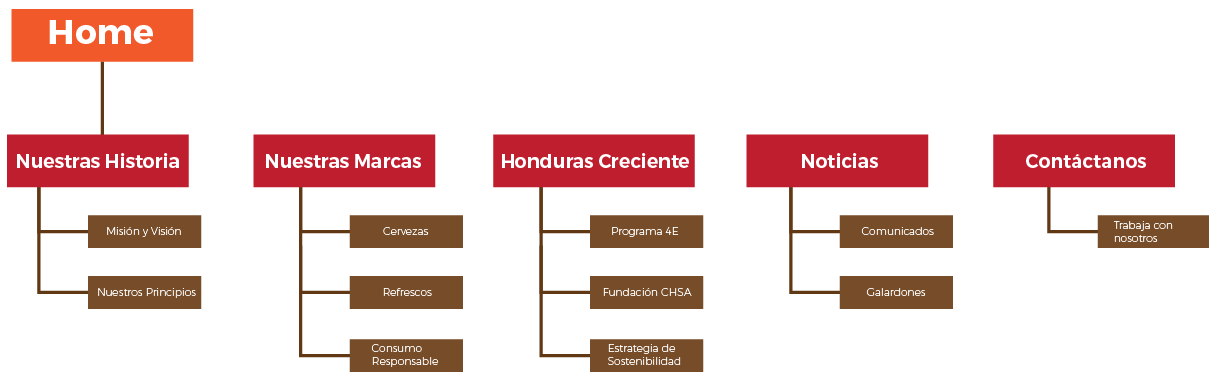 Home
Nuestras Historia
Nuestras Marcas
Honduras Creciente
Noticias
Contáctanos
Misión y Visión
Cervezas
Programa 4E
Comunicados
Trabaja con
nosotros
Nuestros Principios
Refrescos
Fundación CHSA
Galardones
Consumo
Responsable
Estrategia de
Sostenibilidad